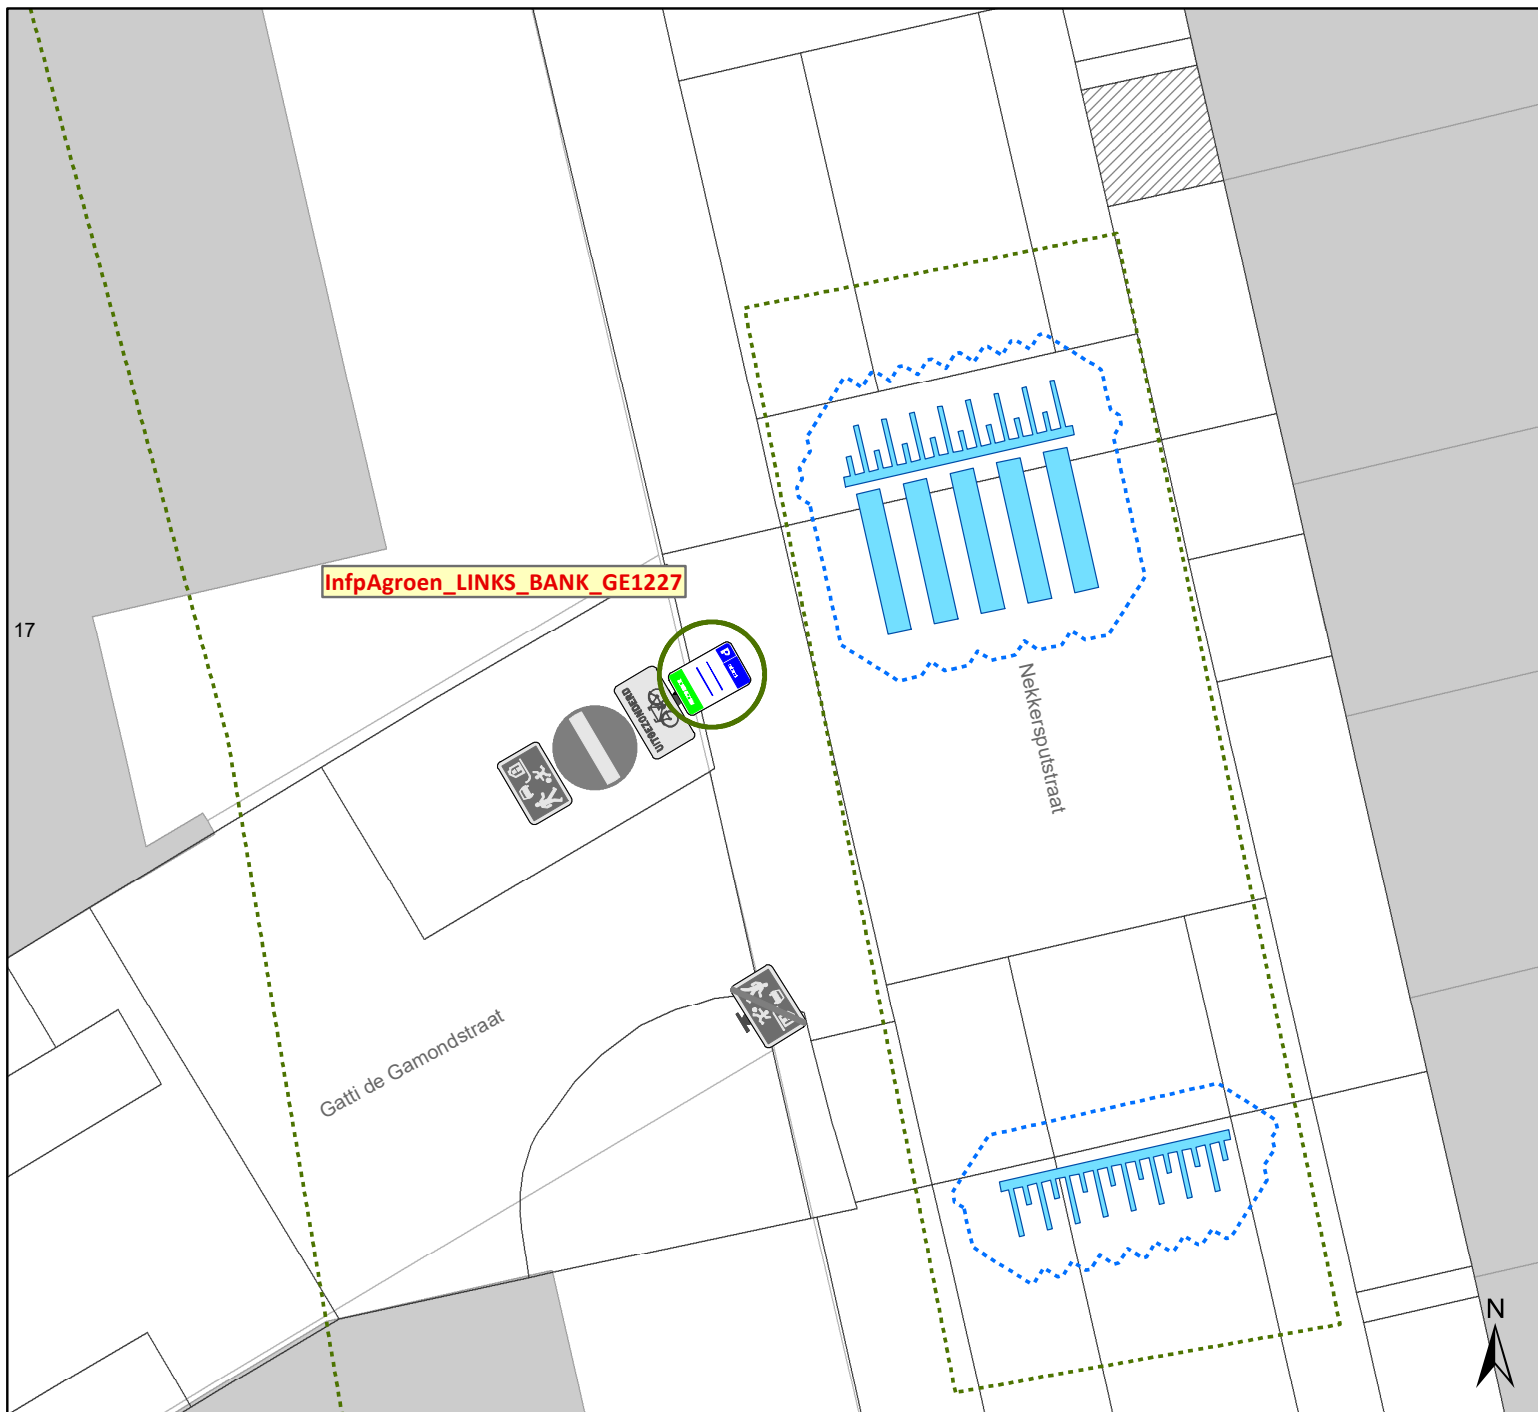 InfpAgroen_LINKS_BANK_GE1227
17
P
UITGEZONDERD
Nekkersputstraat
Gatti de Gamondstraat
N